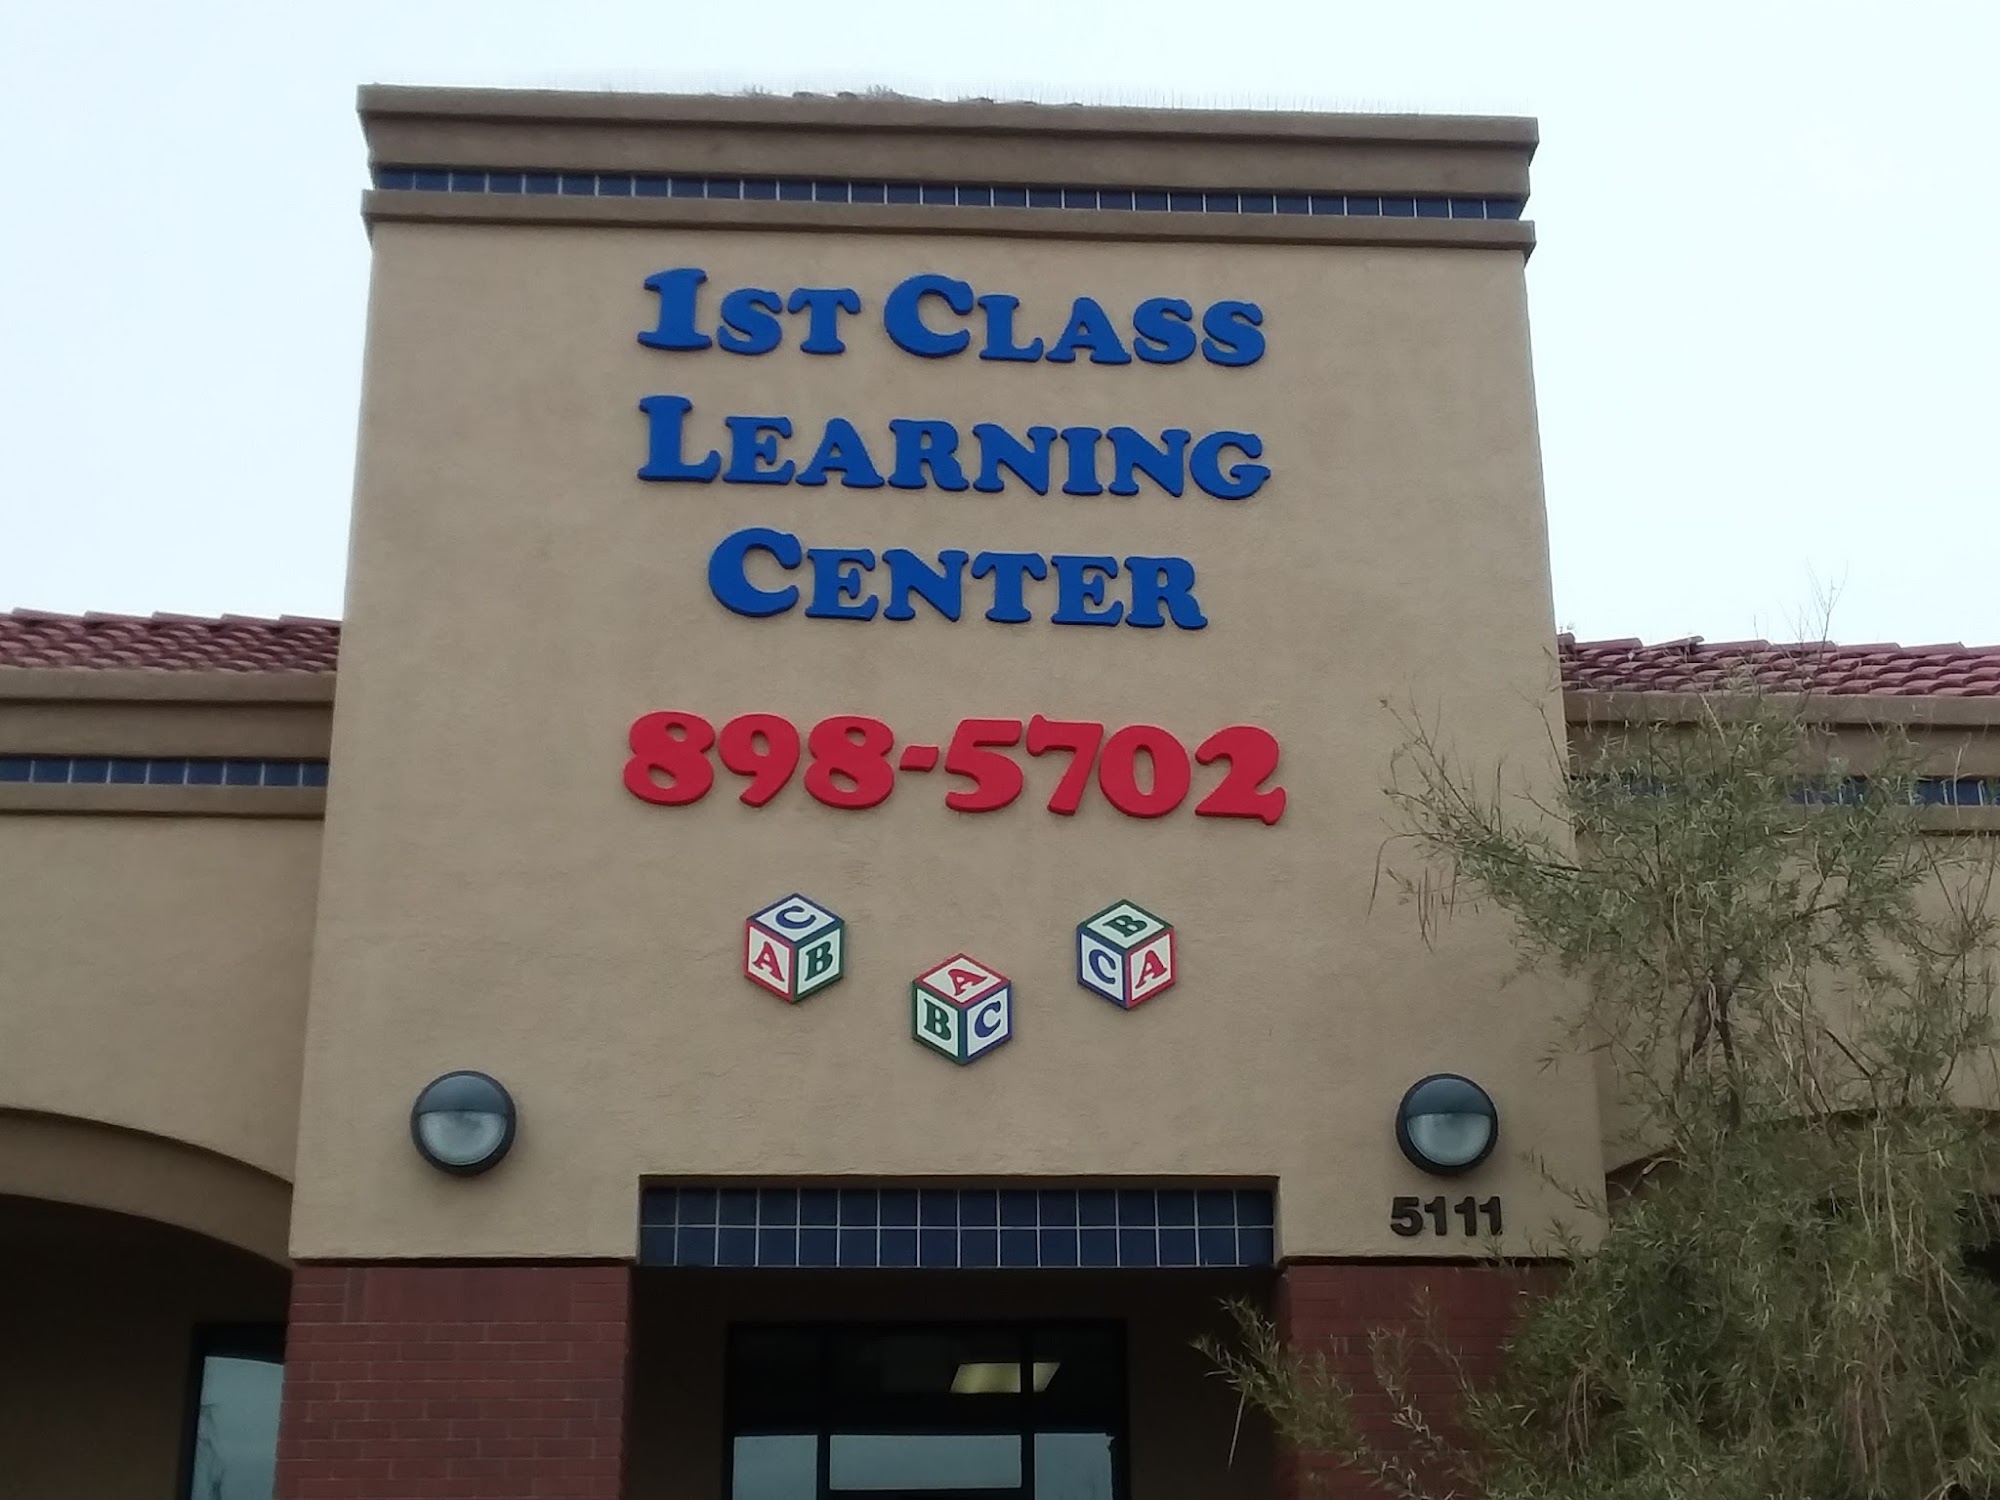 1ST CLASS
LEARNING
CENTER
898-5702
C
A B
B
C A
A
B C
5111